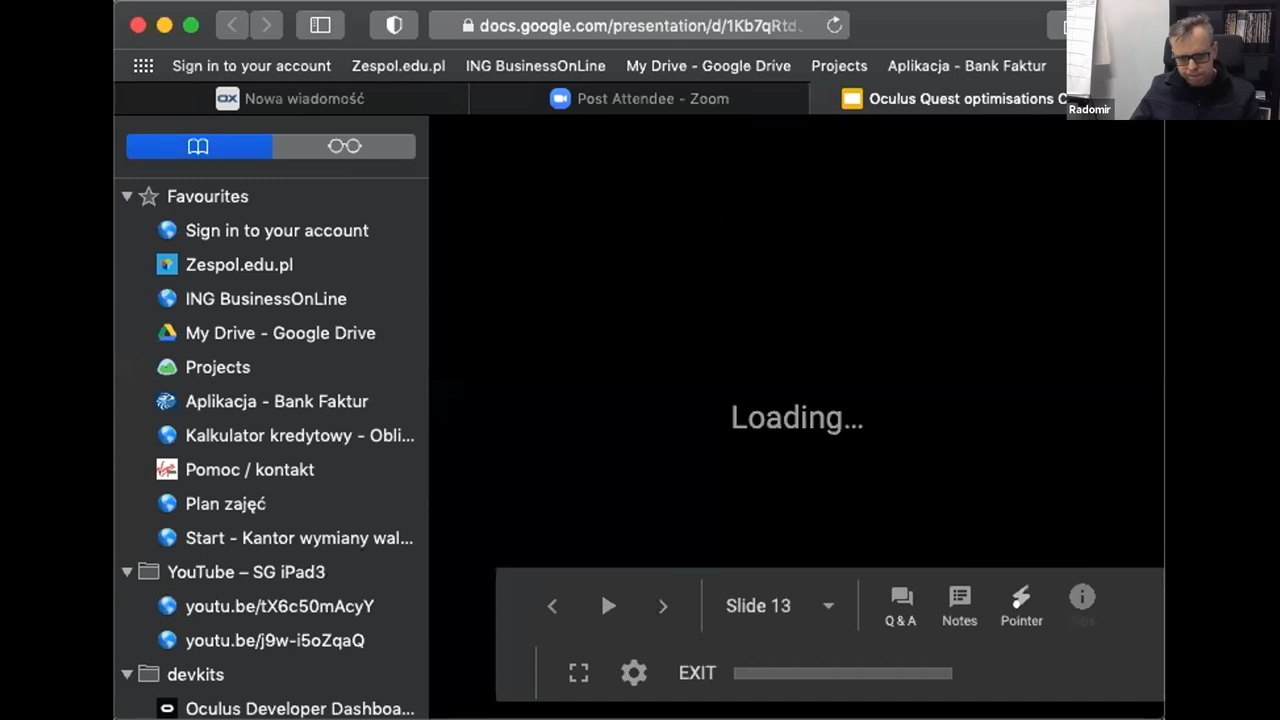 docs.google.com/presentation/d/1Kb7qRtd.
Sign in to your account Zespol.edu.pl ING BusinessOnLine My Drive - Google Drive Projects Aplikacja - Bank Faktur
OX Nowa wiadomość Post Attendee - Zoom Oculus Quest optimisations
Radomir
Favourites
Sign in to your account
Zespol.edu.pl
ING BusinessOnLine
My Drive - Google Drive
Projects
Aplikacja - Bank Faktur
Kalkulator kredytowy - Obli...
Pomoc / kontakt
Plan zajęć
Start - Kantor wymiany wal...
YouTube – SG iPad3
youtu.be/tX6c50mAcyY
youtu.be/j9w-i5oZqaQ
devkits
Oculus Developer Dashboa...
Loading...
Slide 13
Q & A Notes Pointer
EXIT